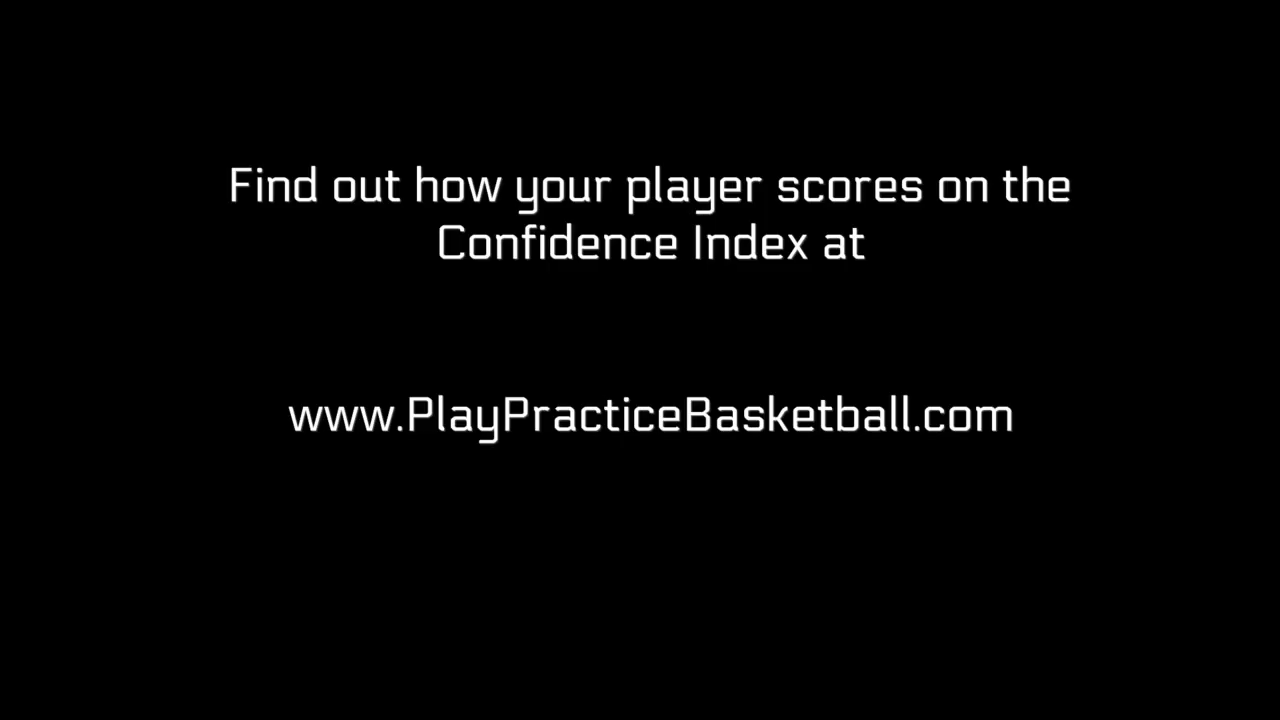 Find out how your player scores on the
Confidence Index at
www.PlayPracticeBasketball.com